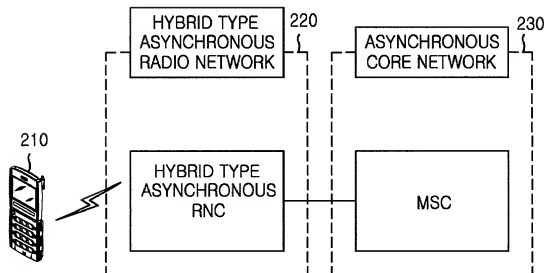 HYBRID TYPE
ASYNCHRONOUS
RADIO NETWORK
220
ASYNCHRONOUS
CORE NETWORK
230
210
HYBRID TYPE
ASYNCHRONOUS
RNC
MSC